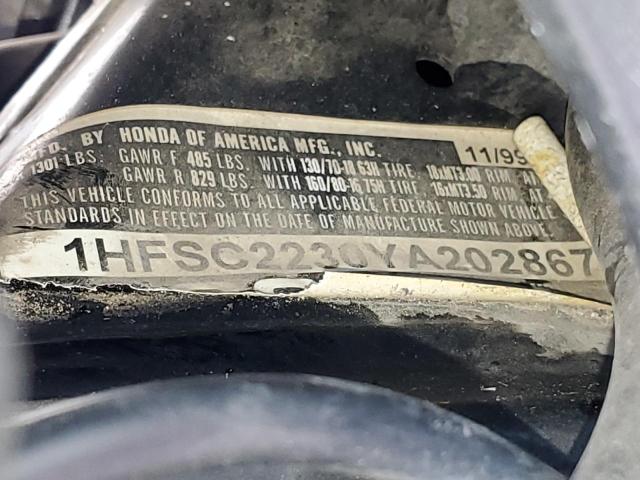 MFD. BY HONDA OF AMERICA MFG., INC. 11/99
1301 LBS. GAWR F 485 LBS. WITH 130/70-18 63H TIRE, 18xMT3.00 RIM AT
GAWR R 829 LBS. WITH 160/80-16 75H TIRE, 16xMT3.50 RIM AT
THIS VEHICLE CONFORMS TO ALL APPLICABLE FEDERAL MOTOR VEHICLE
STANDARDS IN EFFECT ON THE DATE OF MANUFACTURE SHOWN ABOVE.
1HFSC2230YA202867